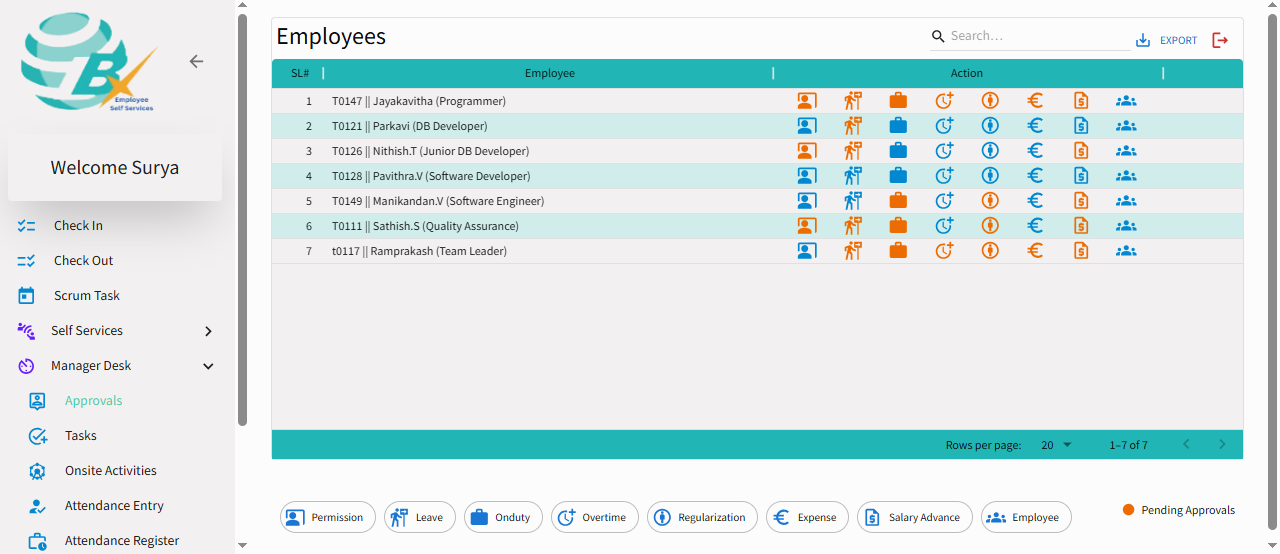 TBX
Employee
Self Services
Welcome Surya
Check In
Check Out
Scrum Task
Self Services
Manager Desk
Approvals
Tasks
Onsite Activities
Attendance Entry
Attendance Register
Employees
Search…
EXPORT
SL# Employee Action
1 T0147 || Jayakavitha (Programmer)
2 T0121 || Parkavi (DB Developer)
3 T0126 || Nithish.T (Junior DB Developer)
4 T0128 || Pavithra.V (Software Developer)
5 T0149 || Manikandan.V (Software Engineer)
6 T0111 || Sathish.S (Quality Assurance)
7 t0117 || Ramprakash (Team Leader)
Rows per page: 20 1–7 of 7
Permission Leave Onduty Overtime Regularization Expense Salary Advance Employee
Pending Approvals